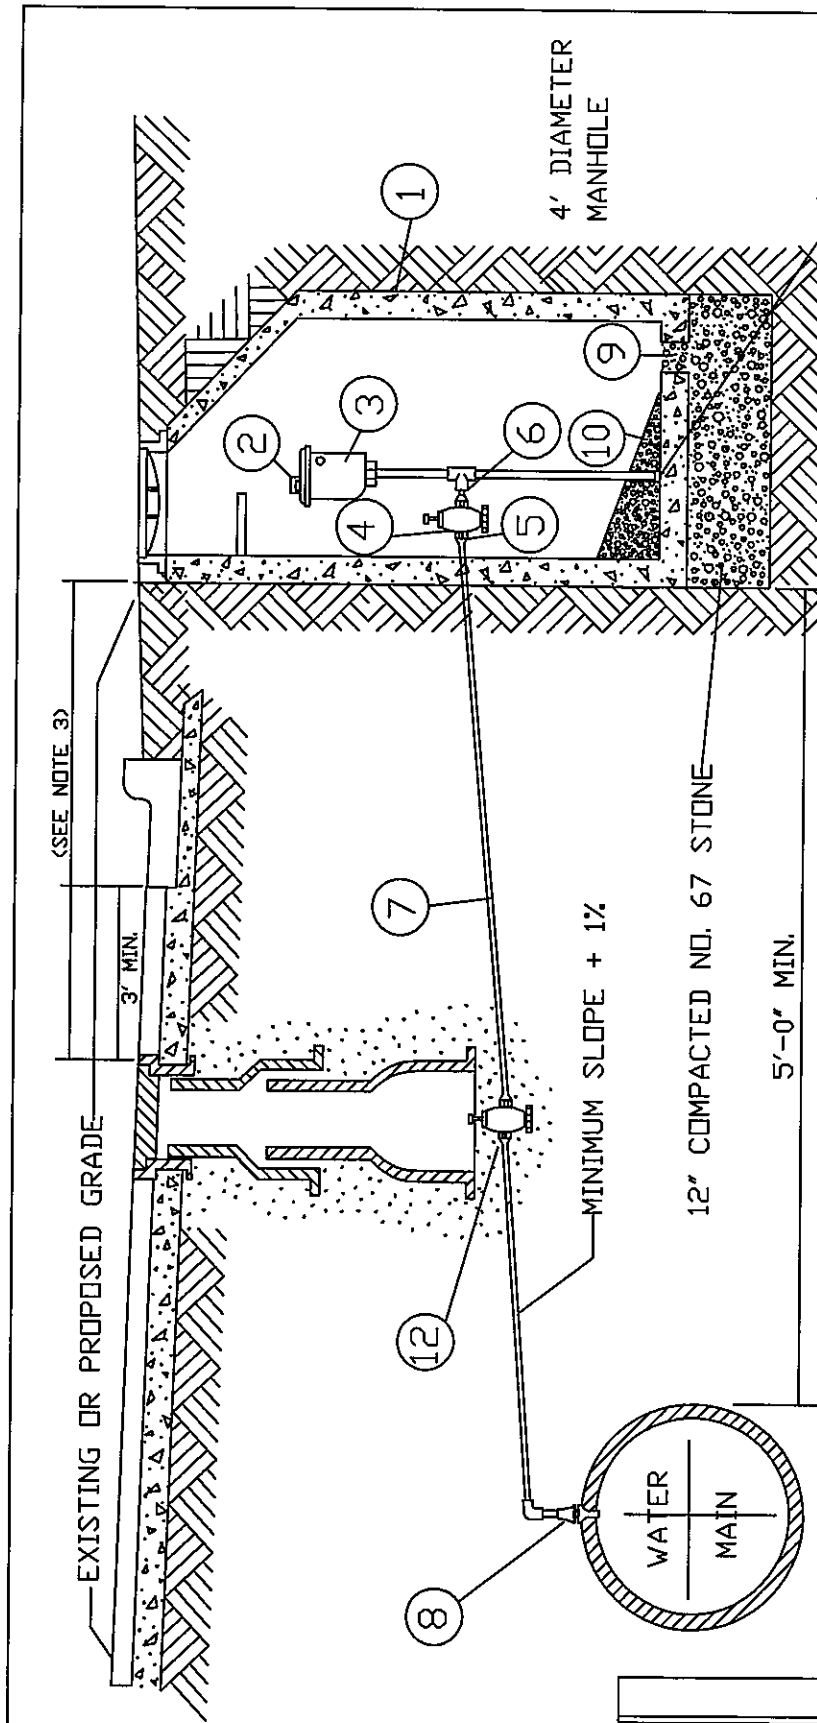 EXISTING OR PROPOSED GRADE
(SEE NOTE 3)
3' MIN.
2
3
1
4' DIAMETER
MANHOLE
4
5
6
10
9
7
12
8
MINIMUM SLOPE + 1%
12" COMPACTED NO. 67 STONE
5'-0" MIN.
WATER
MAIN